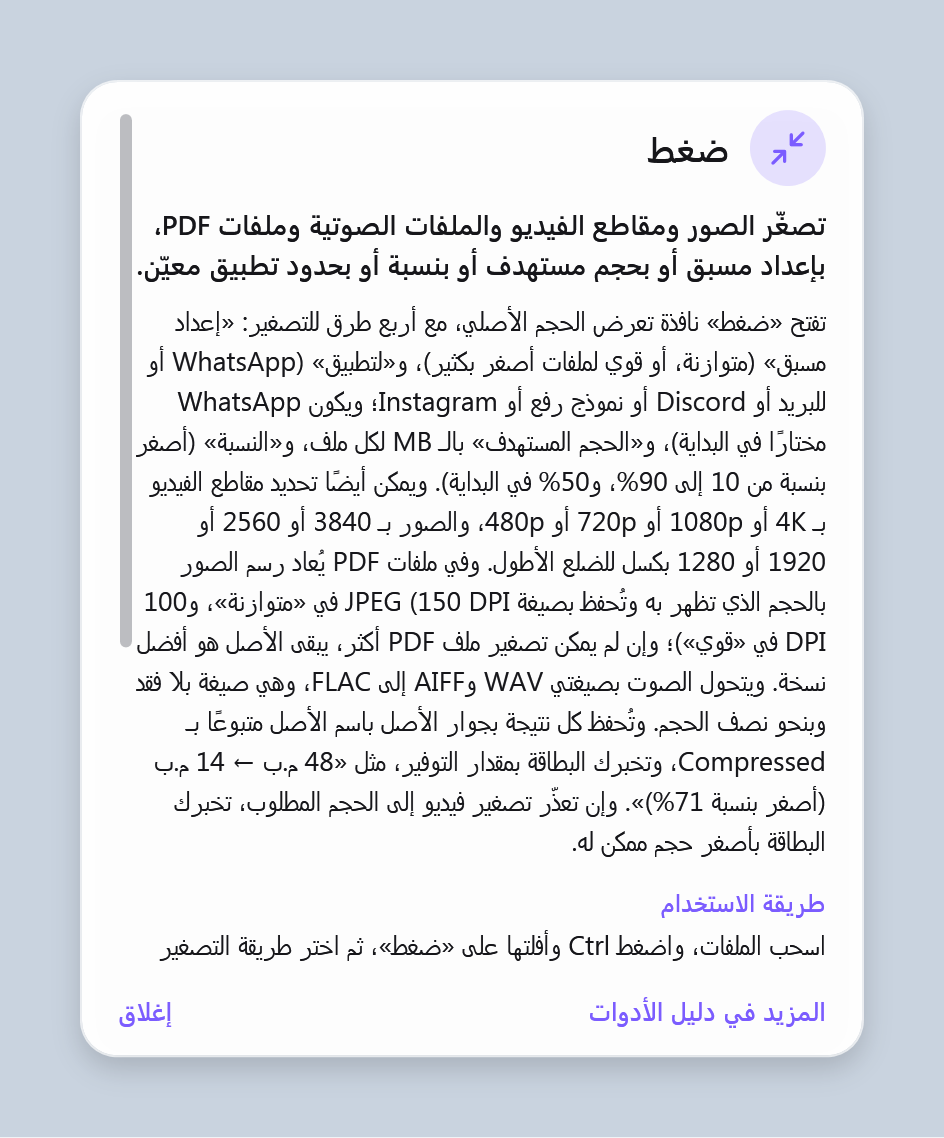 ضغط
تصغّر الصور ومقاطع الفيديو والملفات الصوتية وملفات PDF،
بإعداد مسبق أو بحجم مستهدف أو بنسبة أو بحدود تطبيق معيّن.
تفتح «ضغط» نافذة تعرض الحجم الأصلي، مع أربع طرق للتصغير: «إعداد
مسبق» (متوازنة، أو قوي لملفات أصغر بكثير)، و«لتطبيق» (WhatsApp أو
للبريد أو Discord أو نموذج رفع أو Instagram؛ ويكون WhatsApp
مختارًا في البداية)، و«الحجم المستهدف» بالـ MB لكل ملف، و«النسبة» (أصغر
بنسبة من 10 إلى 90%، و50% في البداية). ويمكن أيضًا تحديد مقاطع الفيديو
بـ 4K أو 1080p أو 720p أو 480p، والصور بـ 3840 أو 2560 أو
1920 أو 1280 بكسل للضلع الأطول. وفي ملفات PDF يُعاد رسم الصور
بالحجم الذي تظهر به وتُحفظ بصيغة JPEG (150 DPI في «متوازنة»، و100
DPI في «قوي»)؛ وإن لم يمكن تصغير ملف PDF أكثر، يبقى الأصل هو أفضل
نسخة. ويتحول الصوت بصيغتي WAV وAIFF إلى FLAC، وهي صيغة بلا فقد
وبنحو نصف الحجم. وتُحفظ كل نتيجة بجوار الأصل باسم الأصل متبوعًا بـ
Compressed، وتخبرك البطاقة بمقدار التوفير، مثل «48 م.ب ← 14 م.ب
(أصغر بنسبة 71%)». وإن تعذّر تصغير فيديو إلى الحجم المطلوب، تخبرك
البطاقة بأصغر حجم ممكن له.
طريقة الاستخدام
اسحب الملفات، واضغط Ctrl وأفلتها على «ضغط»، ثم اختر طريقة التصغير
المزيد في دليل الأدوات
إغلاق